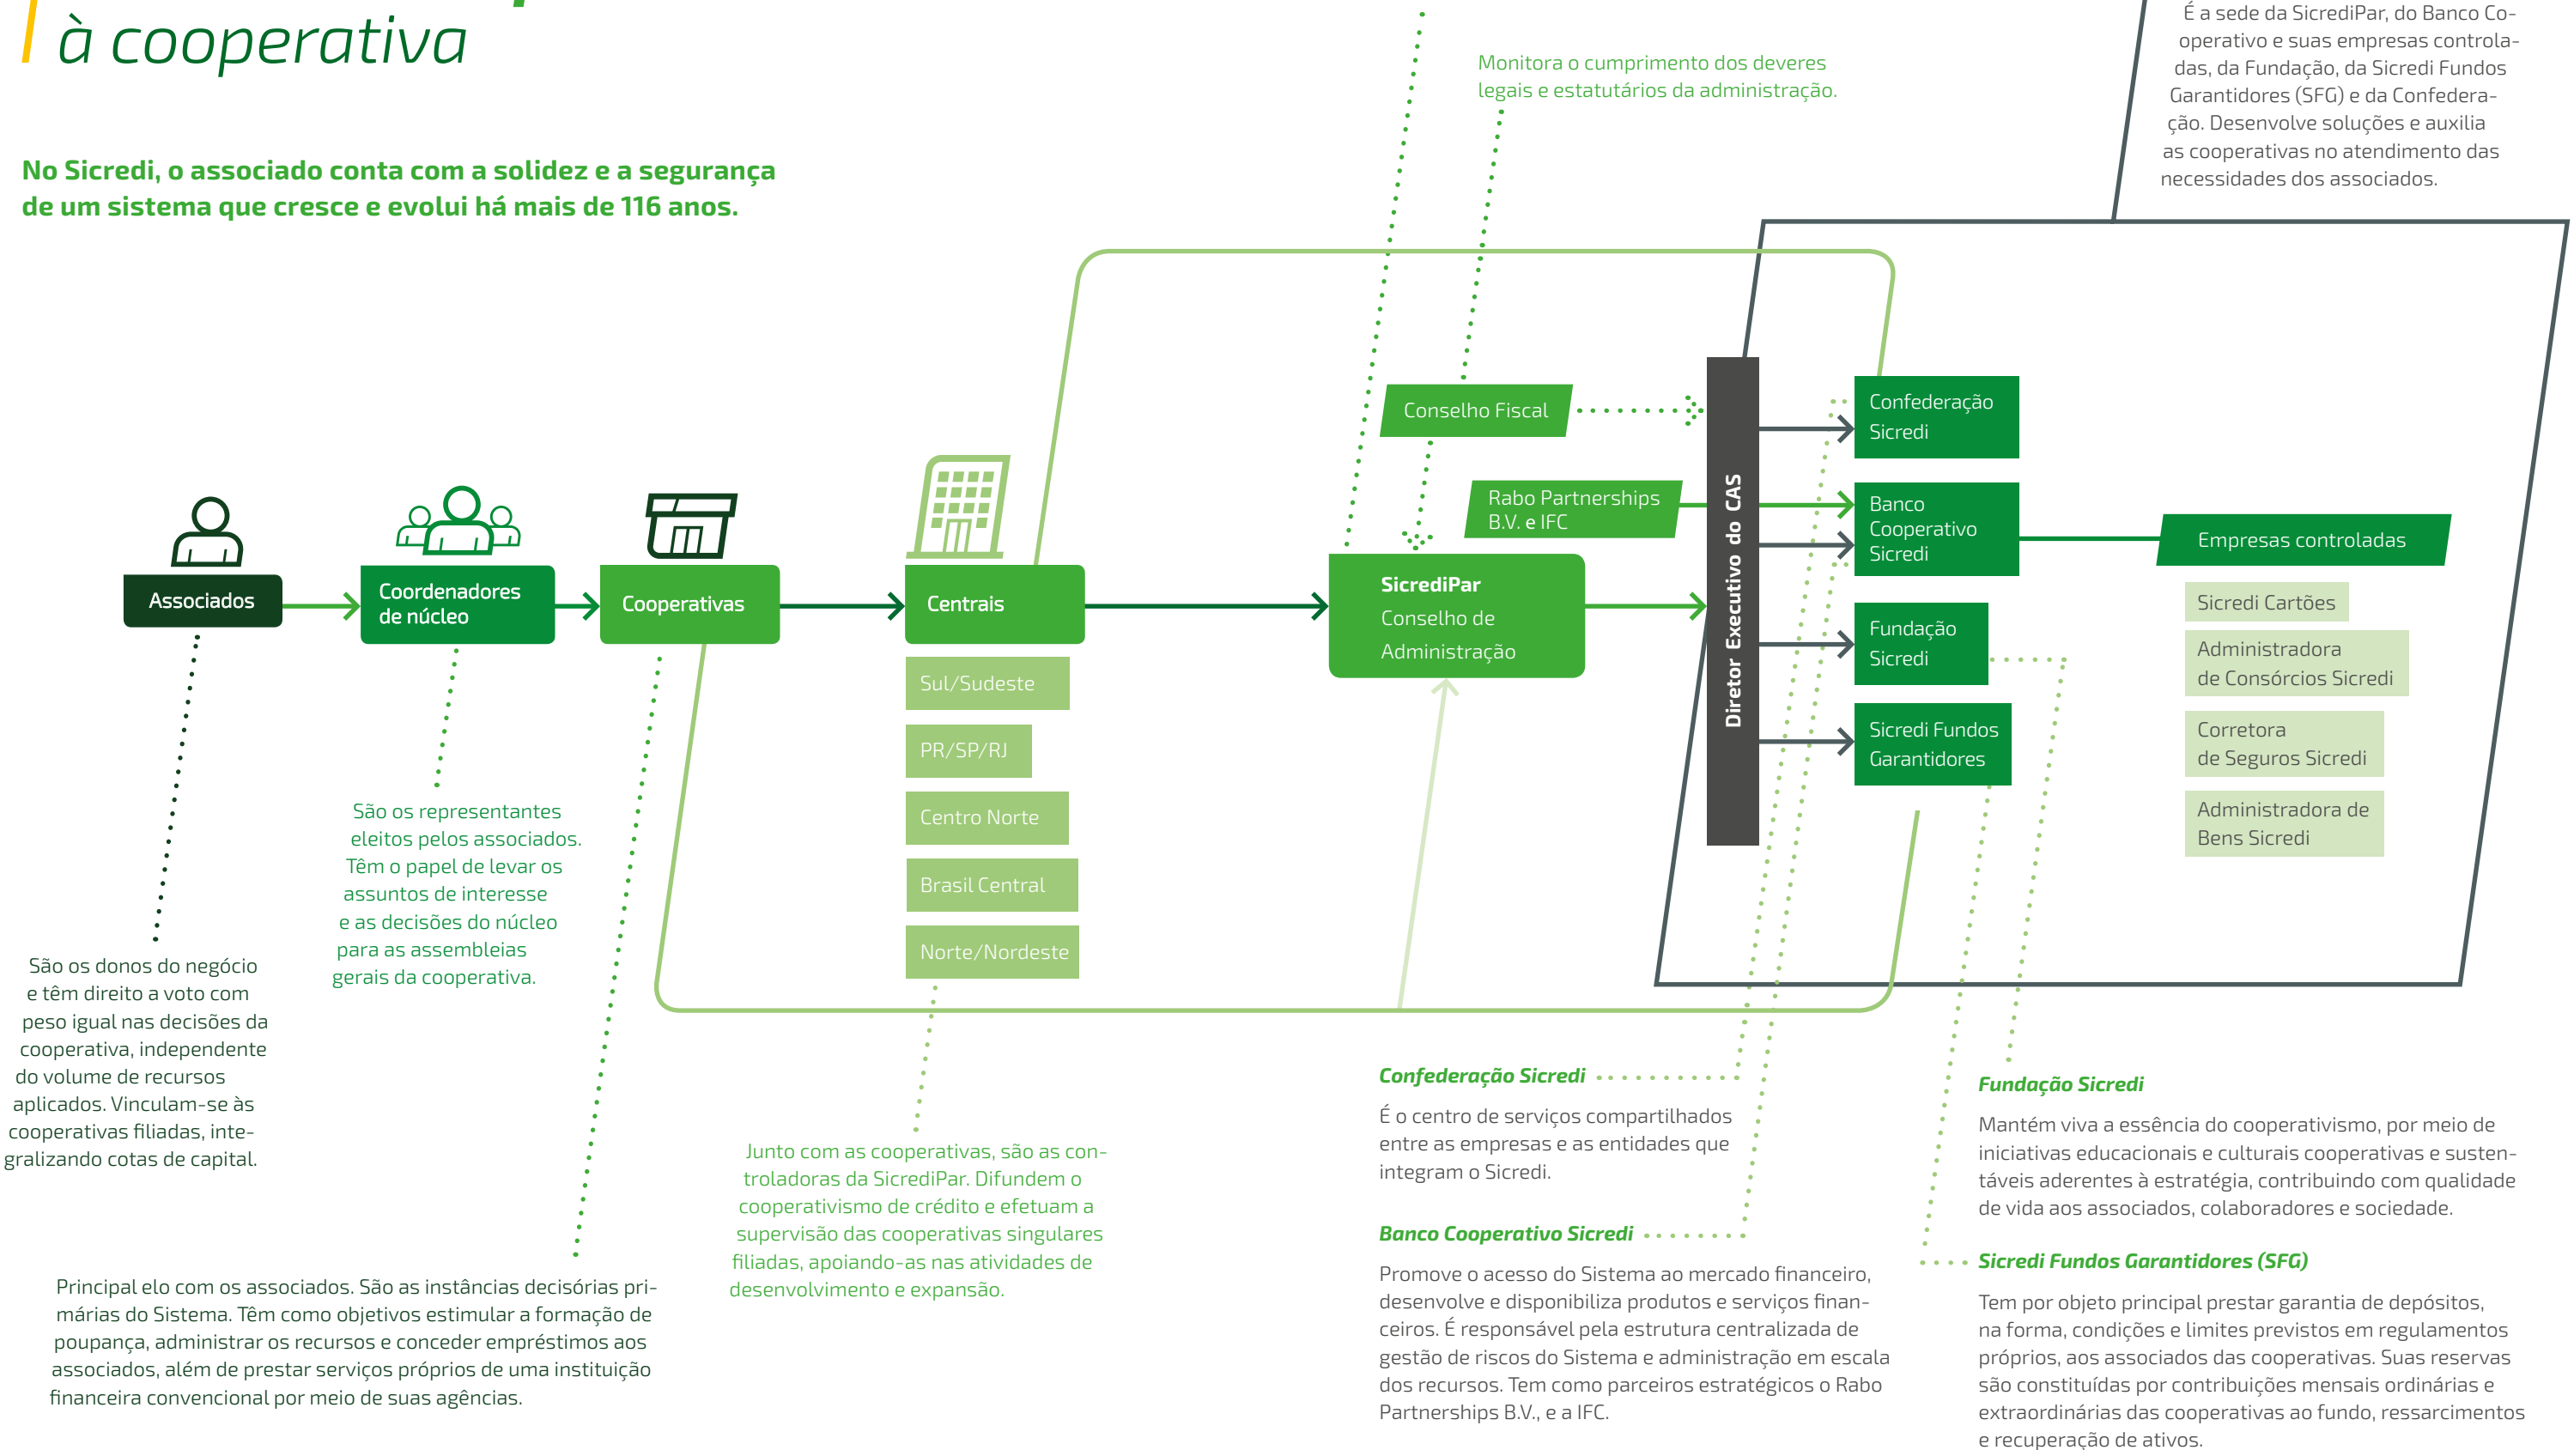 à cooperativa
No Sicredi, o associado conta com a solidez e a segurança
de um sistema que cresce e evolui há mais de 116 anos.
Monitora o cumprimento dos deveres
legais e estatutários da administração.
É a sede da SicrediPar, do Banco Co-
operativo e suas empresas controla-
das, da Fundação, da Sicredi Fundos
Garantidores (SFG) e da Confedera-
ção. Desenvolve soluções e auxilia
as cooperativas no atendimento das
necessidades dos associados.
Associados
Coordenadores
de núcleo
Cooperativas
Centrais
Sul/Sudeste
PR/SP/RJ
Centro Norte
Brasil Central
Norte/Nordeste
Conselho Fiscal
Rabo Partnerships
B.V. e IFC
SicrediPar
Conselho de
Administração
Diretor Executivo do CAS
Confederação
Sicredi
Banco
Cooperativo
Sicredi
Fundação
Sicredi
Sicredi Fundos
Garantidores
Empresas controladas
Sicredi Cartões
Administradora
de Consórcios Sicredi
Corretora
de Seguros Sicredi
Administradora de
Bens Sicredi
São os donos do negócio
e têm direito a voto com
peso igual nas decisões da
cooperativa, independente
do volume de recursos
aplicados. Vinculam-se às
cooperativas filiadas, inte-
gralizando cotas de capital.
São os representantes
eleitos pelos associados.
Têm o papel de levar os
assuntos de interesse
e as decisões do núcleo
para as assembleias
gerais da cooperativa.
Principal elo com os associados. São as instâncias decisórias pri-
márias do Sistema. Têm como objetivos estimular a formação de
poupança, administrar os recursos e conceder empréstimos aos
associados, além de prestar serviços próprios de uma instituição
financeira convencional por meio de suas agências.
Junto com as cooperativas, são as con-
troladoras da SicrediPar. Difundem o
cooperativismo de crédito e efetuam a
supervisão das cooperativas singulares
filiadas, apoiando-as nas atividades de
desenvolvimento e expansão.
Confederação Sicredi
É o centro de serviços compartilhados
entre as empresas e as entidades que
integram o Sicredi.
Banco Cooperativo Sicredi
Promove o acesso do Sistema ao mercado financeiro,
desenvolve e disponibiliza produtos e serviços finan-
ceiros. É responsável pela estrutura centralizada de
gestão de riscos do Sistema e administração em escala
dos recursos. Tem como parceiros estratégicos o Rabo
Partnerships B.V., e a IFC.
Fundação Sicredi
Mantém viva a essência do cooperativismo, por meio de
iniciativas educacionais e culturais cooperativas e susten-
táveis aderentes à estratégia, contribuindo com qualidade
de vida aos associados, colaboradores e sociedade.
Sicredi Fundos Garantidores (SFG)
Tem por objeto principal prestar garantia de depósitos,
na forma, condições e limites previstos em regulamentos
próprios, aos associados das cooperativas. Suas reservas
são constituídas por contribuições mensais ordinárias e
extraordinárias das cooperativas ao fundo, ressarcimentos
e recuperação de ativos.